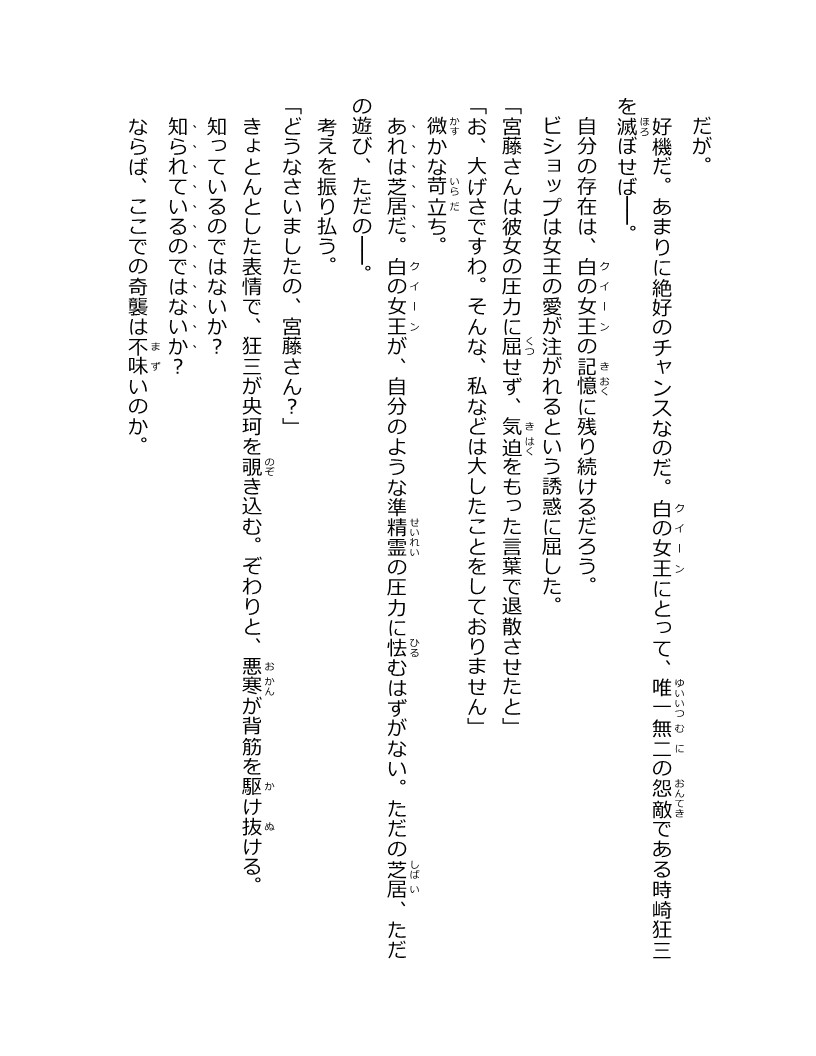 だが。
好機だ。あまりに絶好のチャンスなのだ。白の女王にとって、唯一無二の怨敵である時崎狂三
を滅ぼせば――。
自分の存在は、白の女王の記憶に残り続けるだろう。
ビショップは女王の愛が注がれるという誘惑に屈した。
「宮藤さんは彼女の圧力に屈せず、気迫をもった言葉で退散させたと」
「お、大げさですわ。そんな、私などは大したことをしておりません」
微かな苛立ち。
あれは芝居だ。白の女王が、自分のような準精霊の圧力に怯むはずがない。ただの芝居、ただ
の遊び、ただの――。
考えを振り払う。
「どうなさいましたの、宮藤さん?」
きょとんとした表情で、狂三が央珂を覗き込む。ぞわりと、悪寒が背筋を駆け抜ける。
知っているのではないか?
知られているのではないか?
ならば、ここでの奇襲は不味いのか。